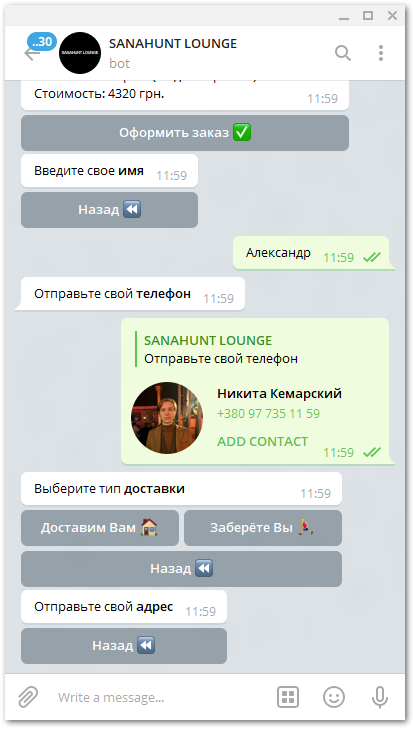 ..30
SANAHUNT LOUNGE
SANAHUNT LOUNGE
bot
Стоимость: 4320 грн.
11:59
Оформить заказ ✅
Введите свое имя 11:59
Назад ⏪
Александр 11:59
Отправьте свой телефон 11:59
SANAHUNT LOUNGE
Отправьте свой телефон
Никита Кемарский
+380 97 735 11 59
ADD CONTACT
11:59
Выберите тип доставки 11:59
Доставим Вам 🏠 Заберёте Вы 🏃
Назад ⏪
Отправьте свой адрес 11:59
Назад ⏪
Write a message...